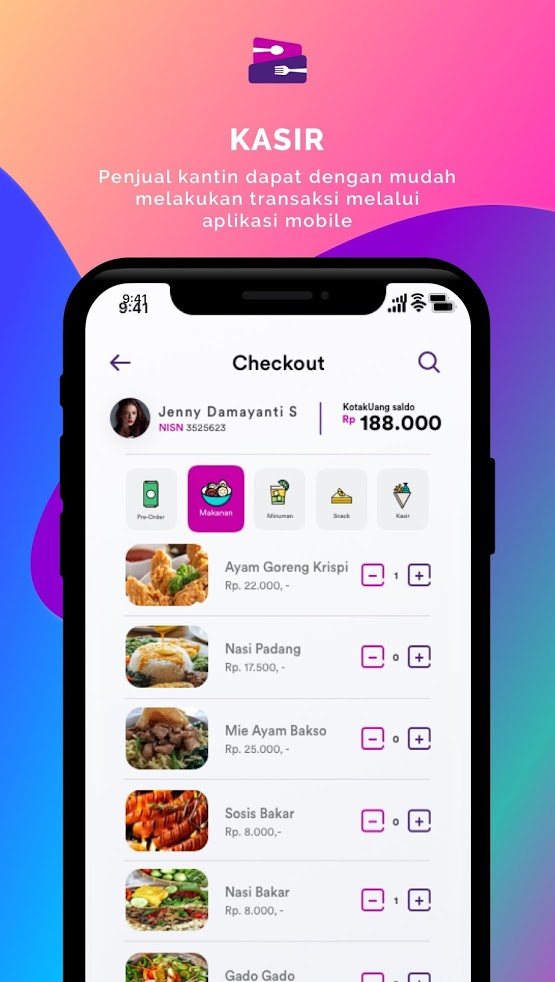 KASIR
Penjual kantin dapat dengan mudah
melakukan transaksi melalui
aplikasi mobile
9:41
9:41
Checkout
Jenny Damayanti S
NISN 3525623
KotakUang saldo
Rp 188.000
Pre-Order
Makanan
Minuman
Snack
Kasir
Ayam Goreng Krispi
Rp. 22.000, -
1
Nasi Padang
Rp. 17.500, -
0
Mie Ayam Bakso
Rp. 25.000, -
0
Sosis Bakar
Rp. 8.000,-
0
Nasi Bakar
Rp. 8.000, -
1
Gado Gado